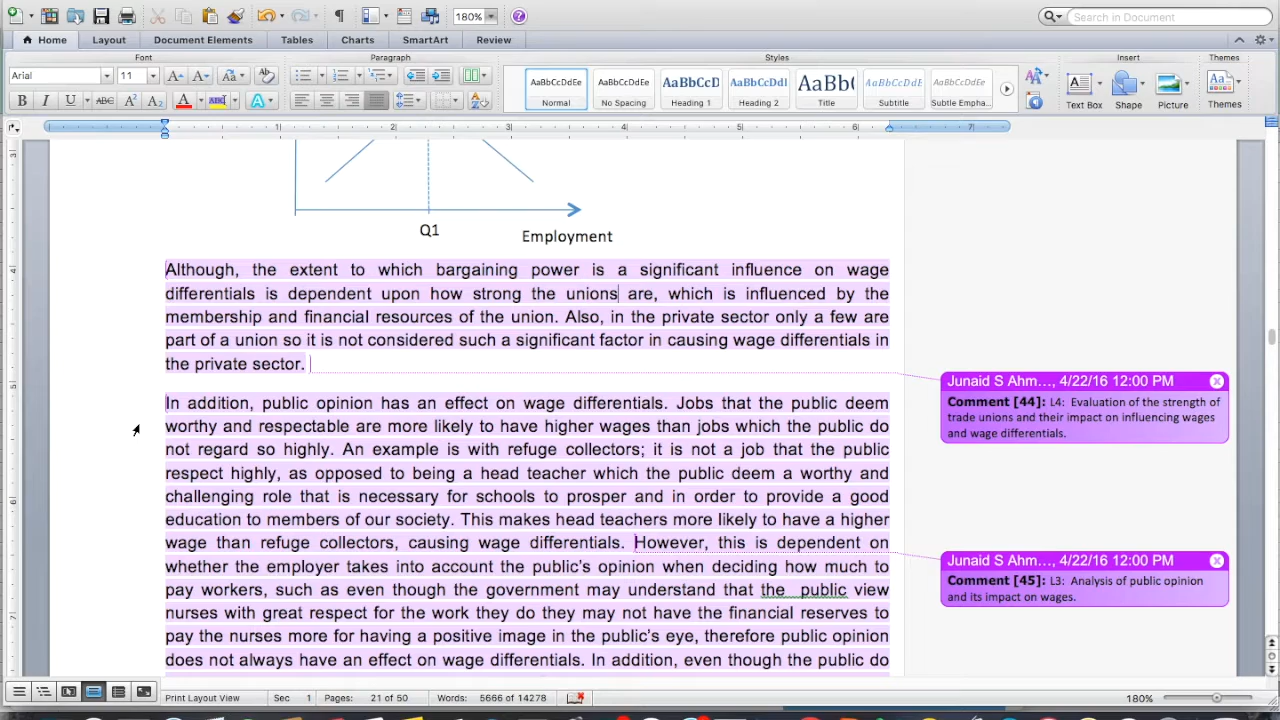 180%
Search in Document
Home Layout Document Elements Tables Charts SmartArt Review
Font Paragraph Styles Insert Themes
Arial 11
AaBbCcDdEe AaBbCcDdEe AaBbCcD AaBbCcDdI AaBb( AaBbCcDdEe AaBbCcDdEe
Normal No Spacing Heading 1 Heading 2 Title Subtitle Subtle Empha...
Text Box Shape Picture Themes
1 2 3 4 5 6 7
Q1
Employment
Although, the extent to which bargaining power is a significant influence on wage
differentials is dependent upon how strong the unions are, which is influenced by the
membership and financial resources of the union. Also, in the private sector only a few are
part of a union so it is not considered such a significant factor in causing wage differentials in
the private sector.
In addition, public opinion has an effect on wage differentials. Jobs that the public deem
worthy and respectable are more likely to have higher wages than jobs which the public do
not regard so highly. An example is with refuge collectors; it is not a job that the public
respect highly, as opposed to being a head teacher which the public deem a worthy and
challenging role that is necessary for schools to prosper and in order to provide a good
education to members of our society. This makes head teachers more likely to have a higher
wage than refuge collectors, causing wage differentials. However, this is dependent on
whether the employer takes into account the public's opinion when deciding how much to
pay workers, such as even though the government may understand that the public view
nurses with great respect for the work they do they may not have the financial reserves to
pay the nurses more for having a positive image in the public's eye, therefore public opinion
does not always have an effect on wage differentials. In addition, even though the public do
Junaid S Ahm..., 4/22/16 12:00 PM
Comment [44]: L4: Evaluation of the strength of
trade unions and their impact on influencing wages
and wage differentials.
Junaid S Ahm..., 4/22/16 12:00 PM
Comment [45]: L3: Analysis of public opinion
and its impact on wages.
Print Layout View Sec 1 Pages: 21 of 50 Words: 5666 of 14278 180%